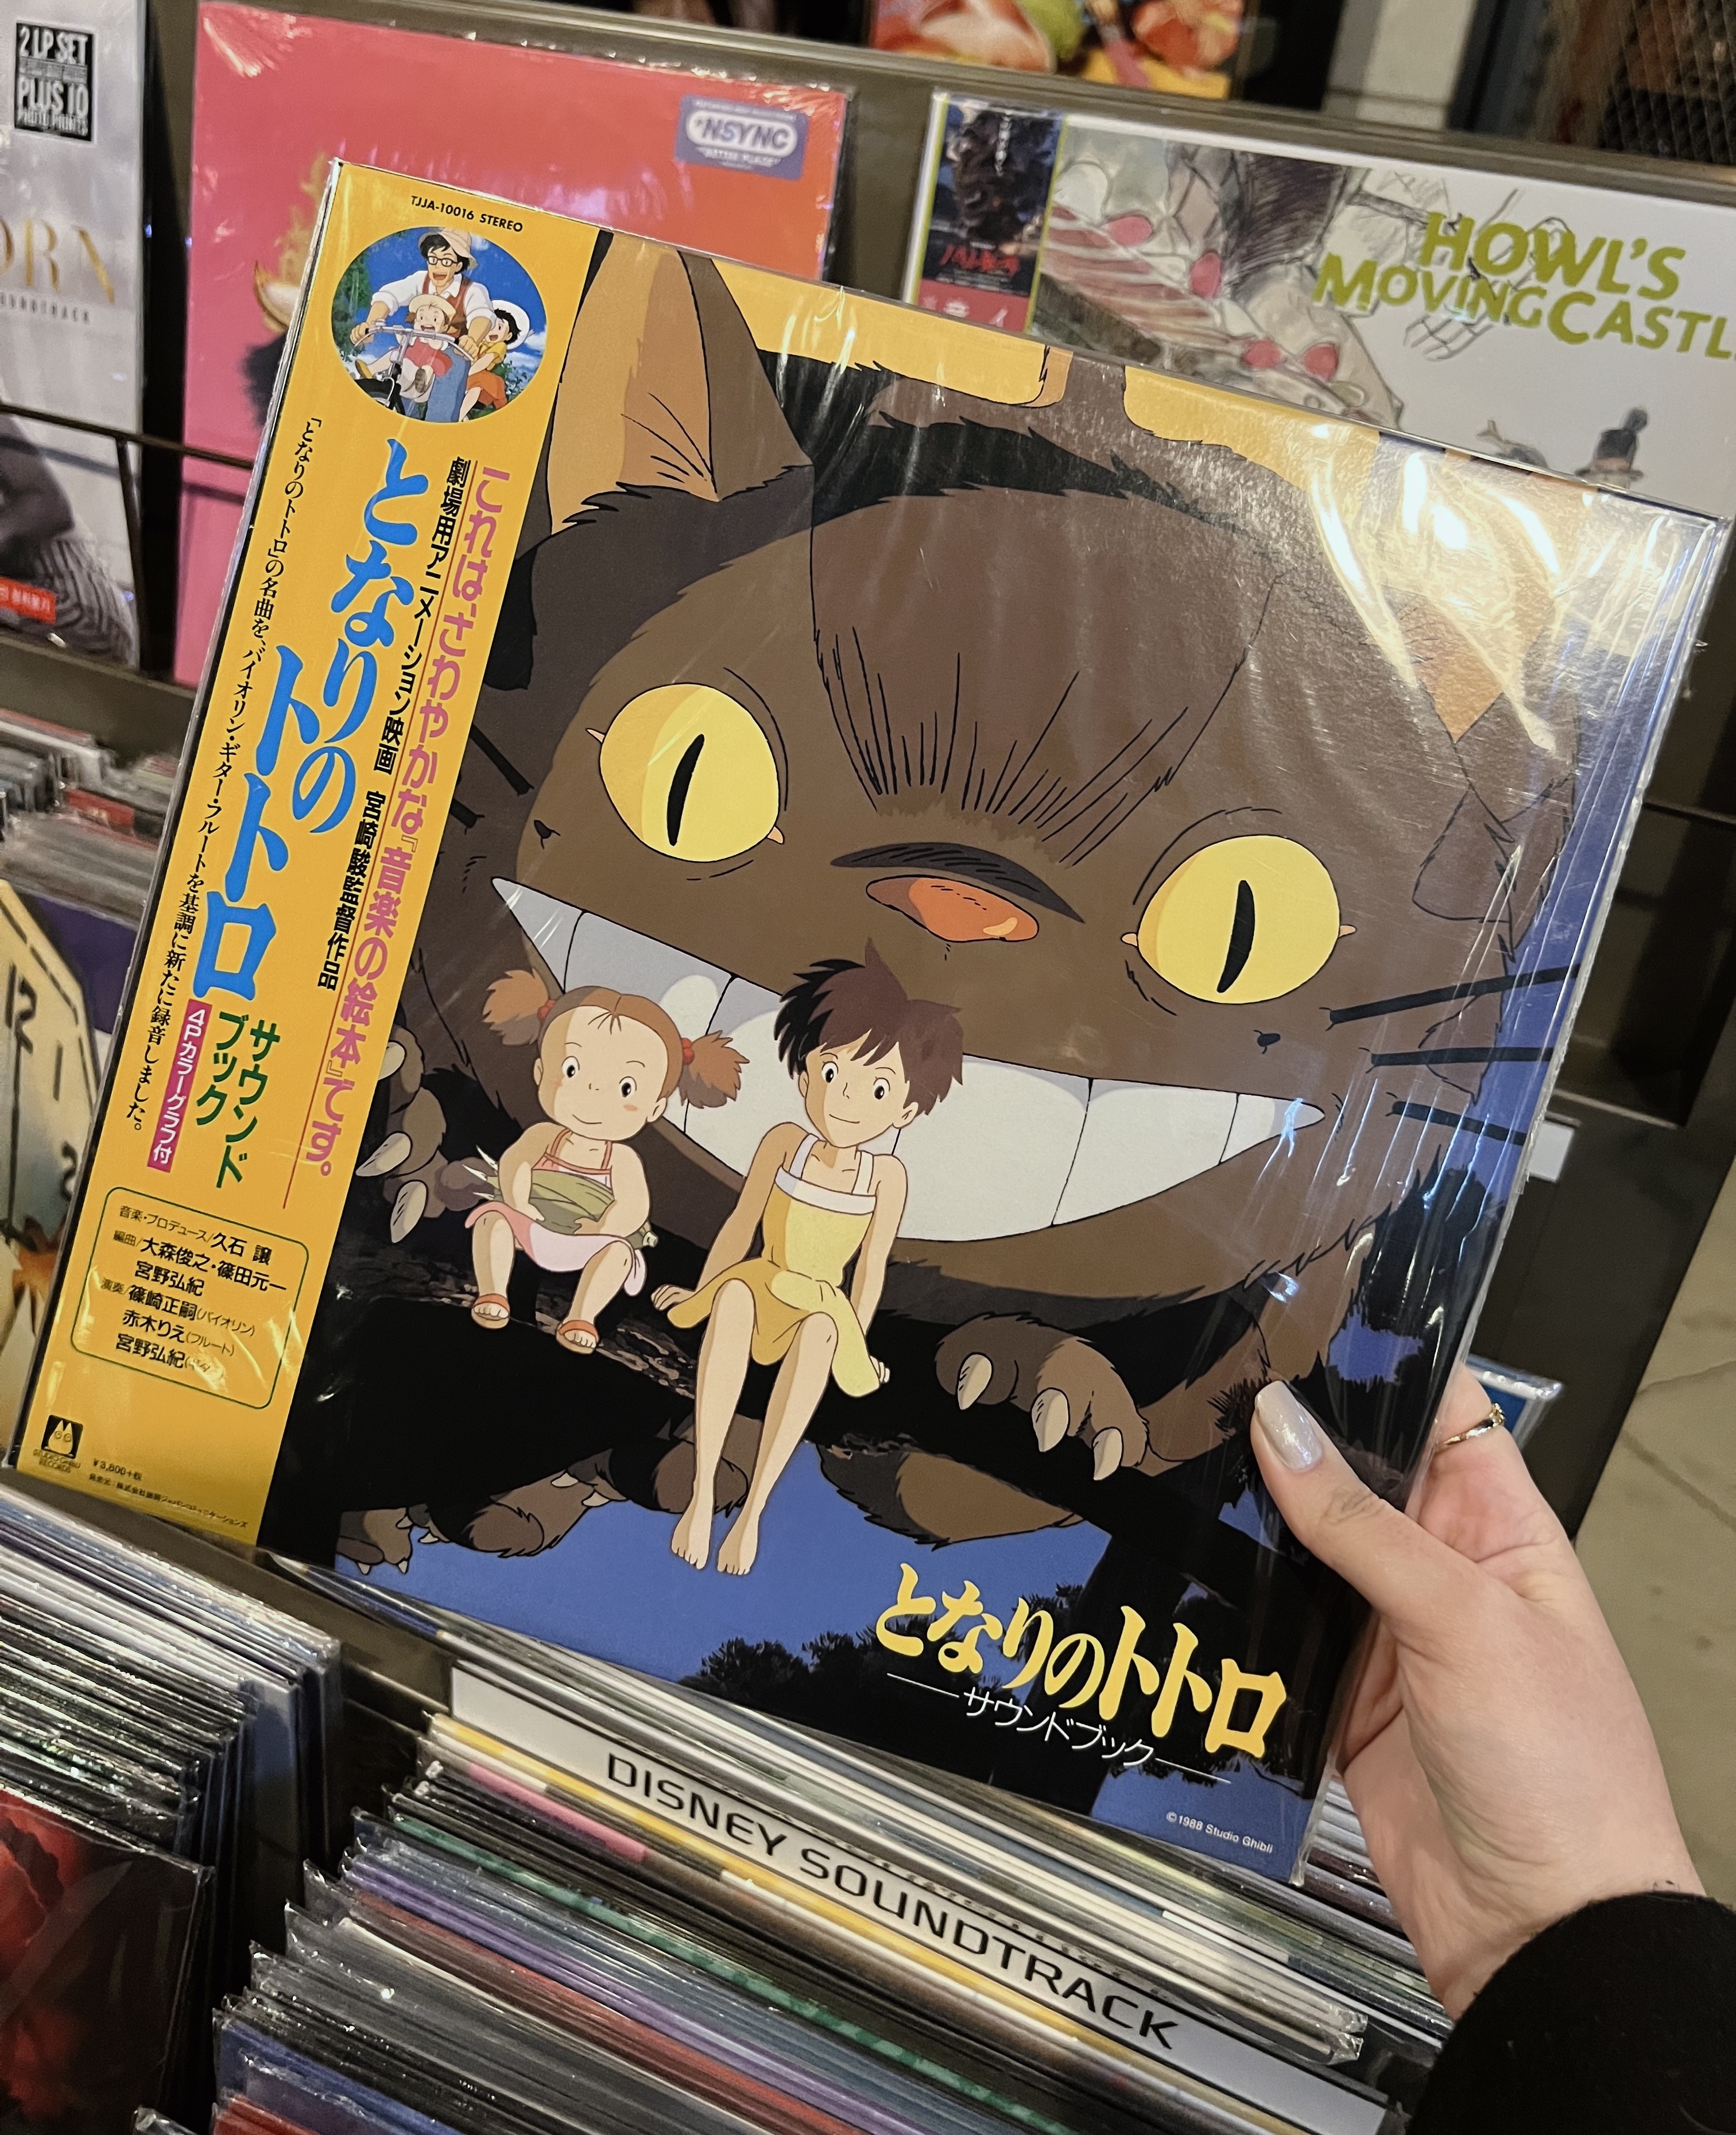 2 LP SET
PLUS 10
PHOTO PRINTS
*NSYNC
HOWL'S
MOVING CASTL
TJJA-10016 STEREO
これは、さわやかな『音楽の絵本』です。
劇場用アニメーション映画 宮崎駿監督作品
となりの
トトロ
サウンド
ブック
4Pカラーグラフ付
「となりのトトロ」の名曲を、バイオリン・ギター・フルートを基調に新たに録音しました。
音楽・プロデュース/久石 譲
編曲/大森俊之・篠田元一
宮野弘紀
演奏/篠崎正嗣(バイオリン)
赤木りえ(フルート)
宮野弘紀
STUDIO GHIBLI
RECORDS
¥3,800+税
となりのトトロ
サウンドブック
©1988 Studio Ghibli
DISNEY SOUNDTRACK
12
1
2